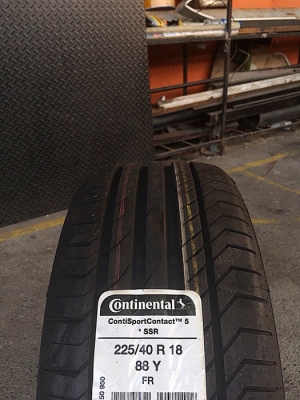 Continental
ContiSportContact™ 5
* SSR
225/40 R 18
88 Y
FR